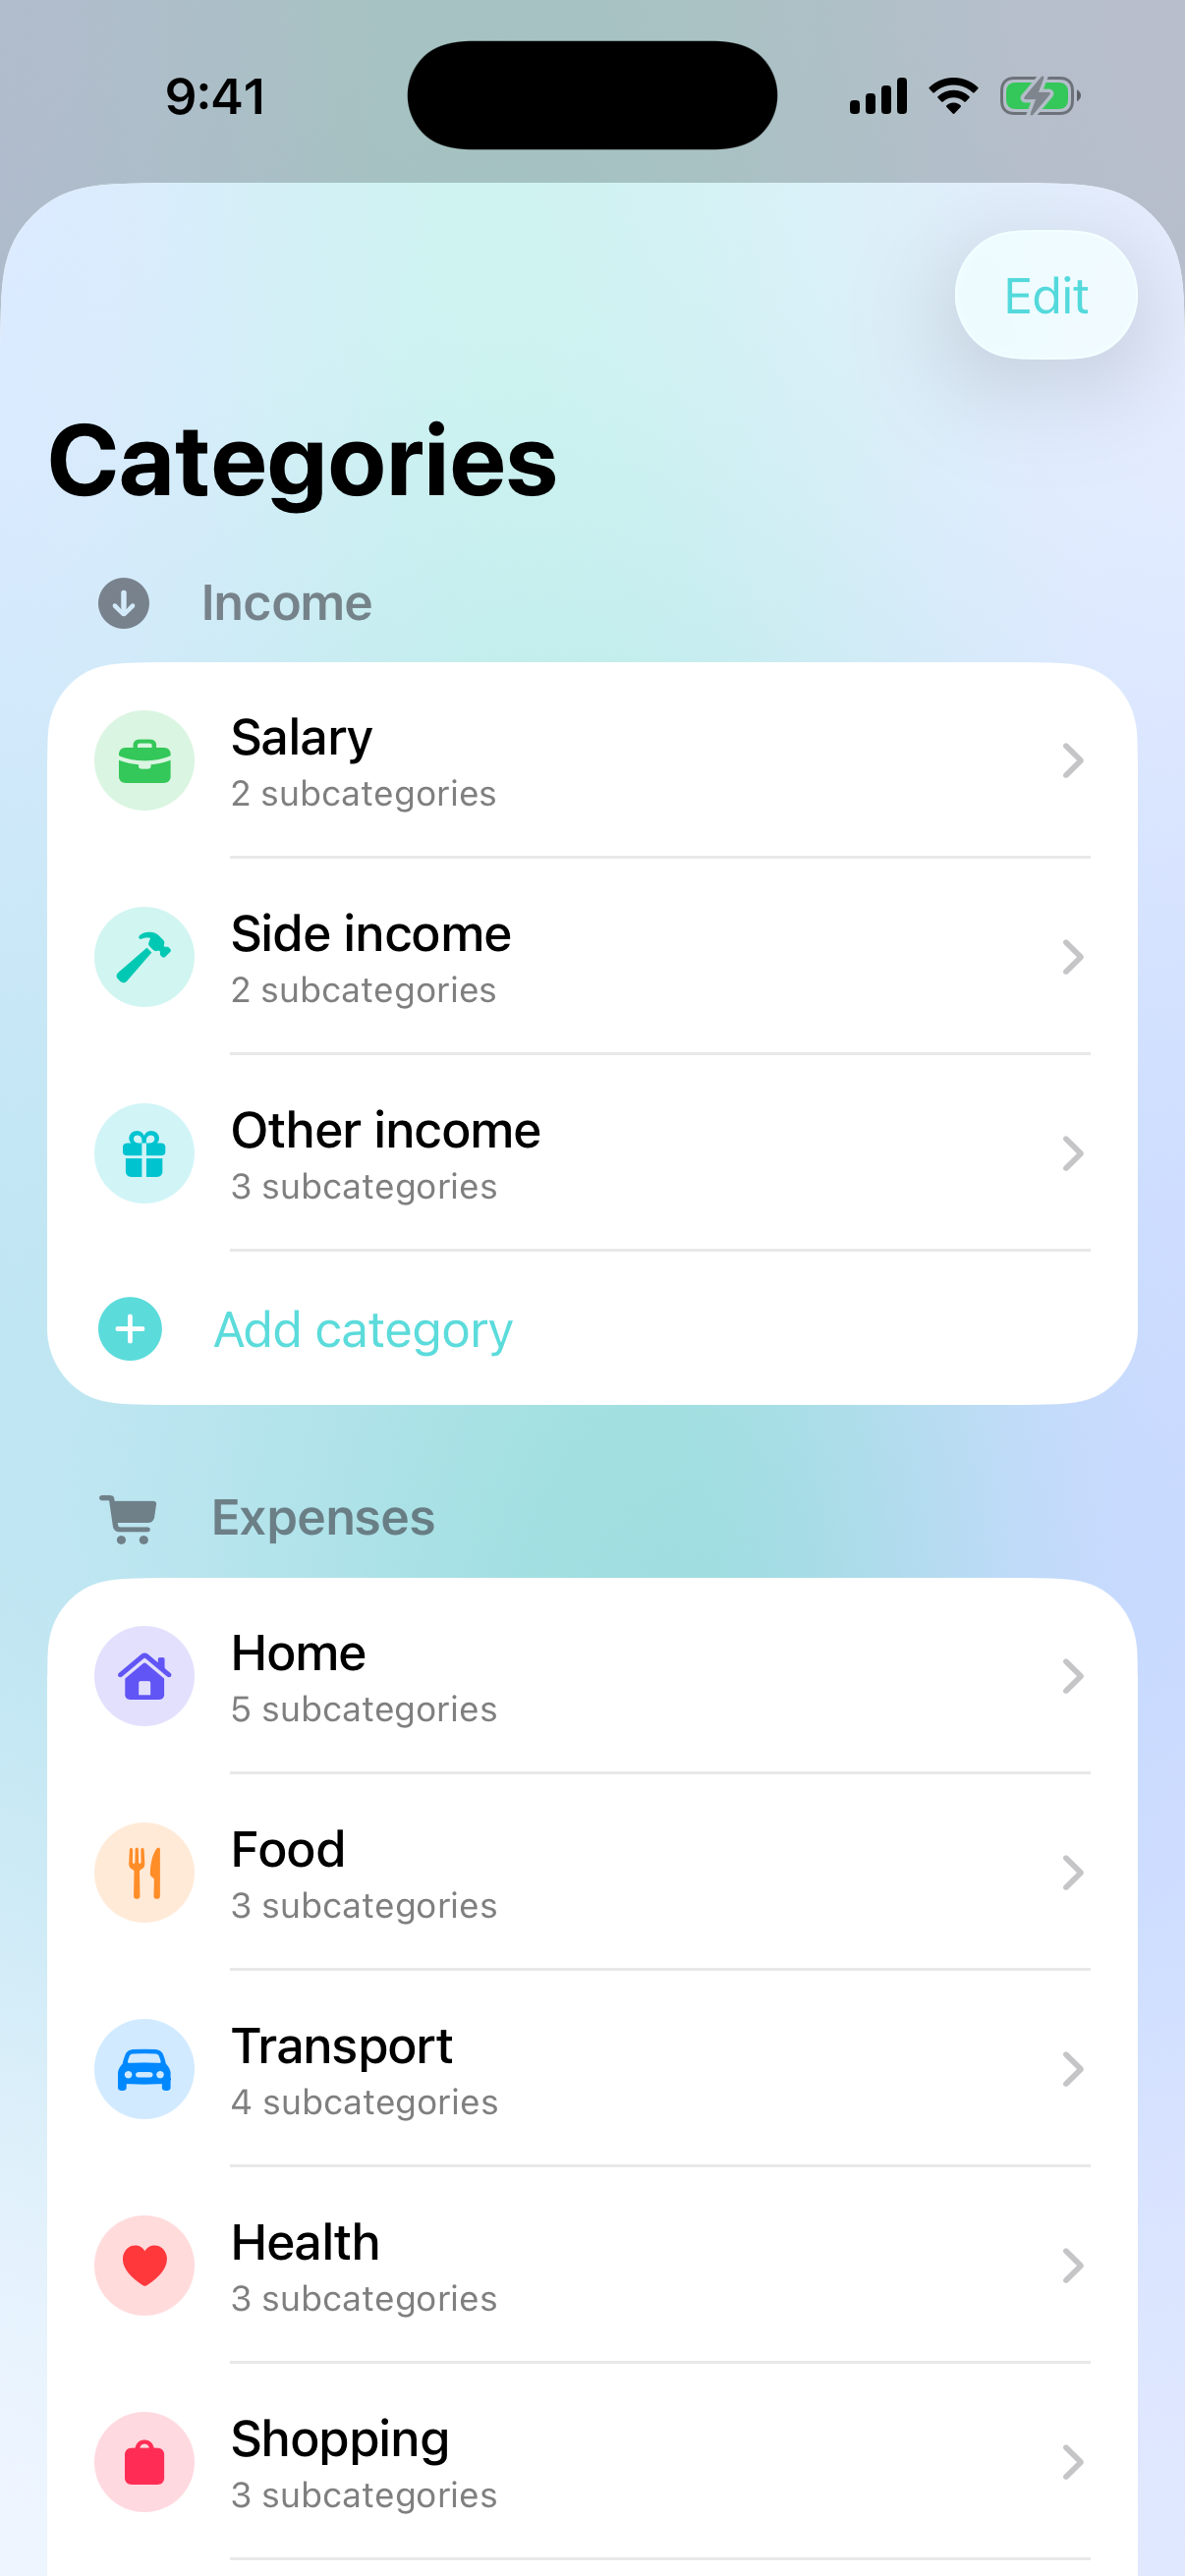 9:41
Edit
Categories
Income
Salary
2 subcategories
Side income
2 subcategories
Other income
3 subcategories
Add category
Expenses
Home
5 subcategories
Food
3 subcategories
Transport
4 subcategories
Health
3 subcategories
Shopping
3 subcategories